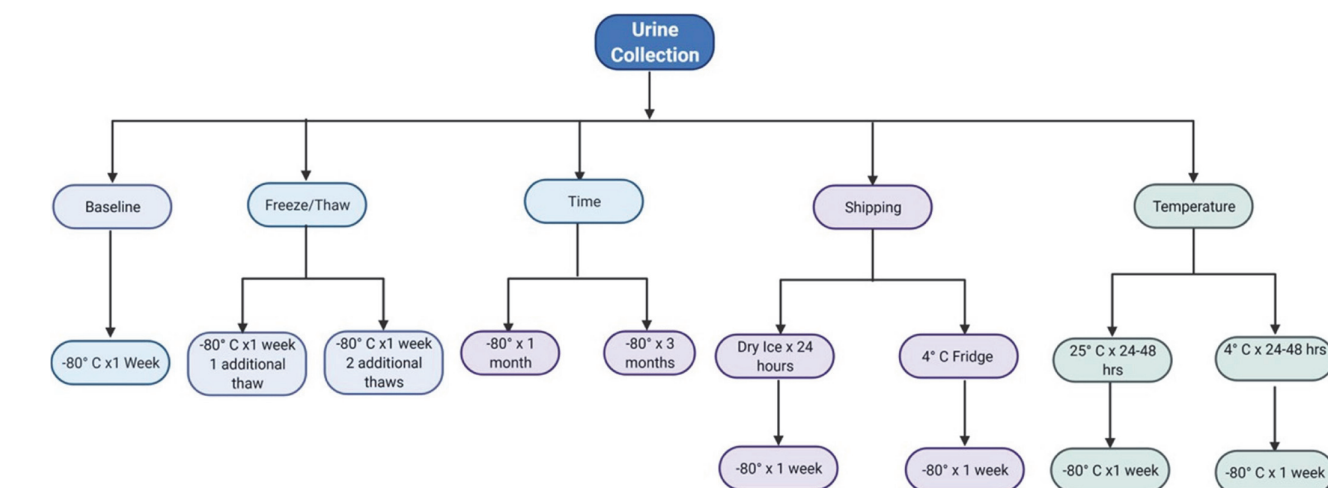 Urine
Collection
Baseline
Freeze/Thaw
Time
Shipping
Temperature
-80° C x1 Week
-80° C x1 week
1 additional
thaw
-80° C x1 week
2 additional
thaws
-80° x 1
month
-80° x 3
months
Dry Ice x 24
hours
4° C Fridge
25° C x 24-48
hrs
4° C x 24-48 hrs
-80° x 1 week
-80° x 1 week
-80° C x1 week
-80° C x 1 week